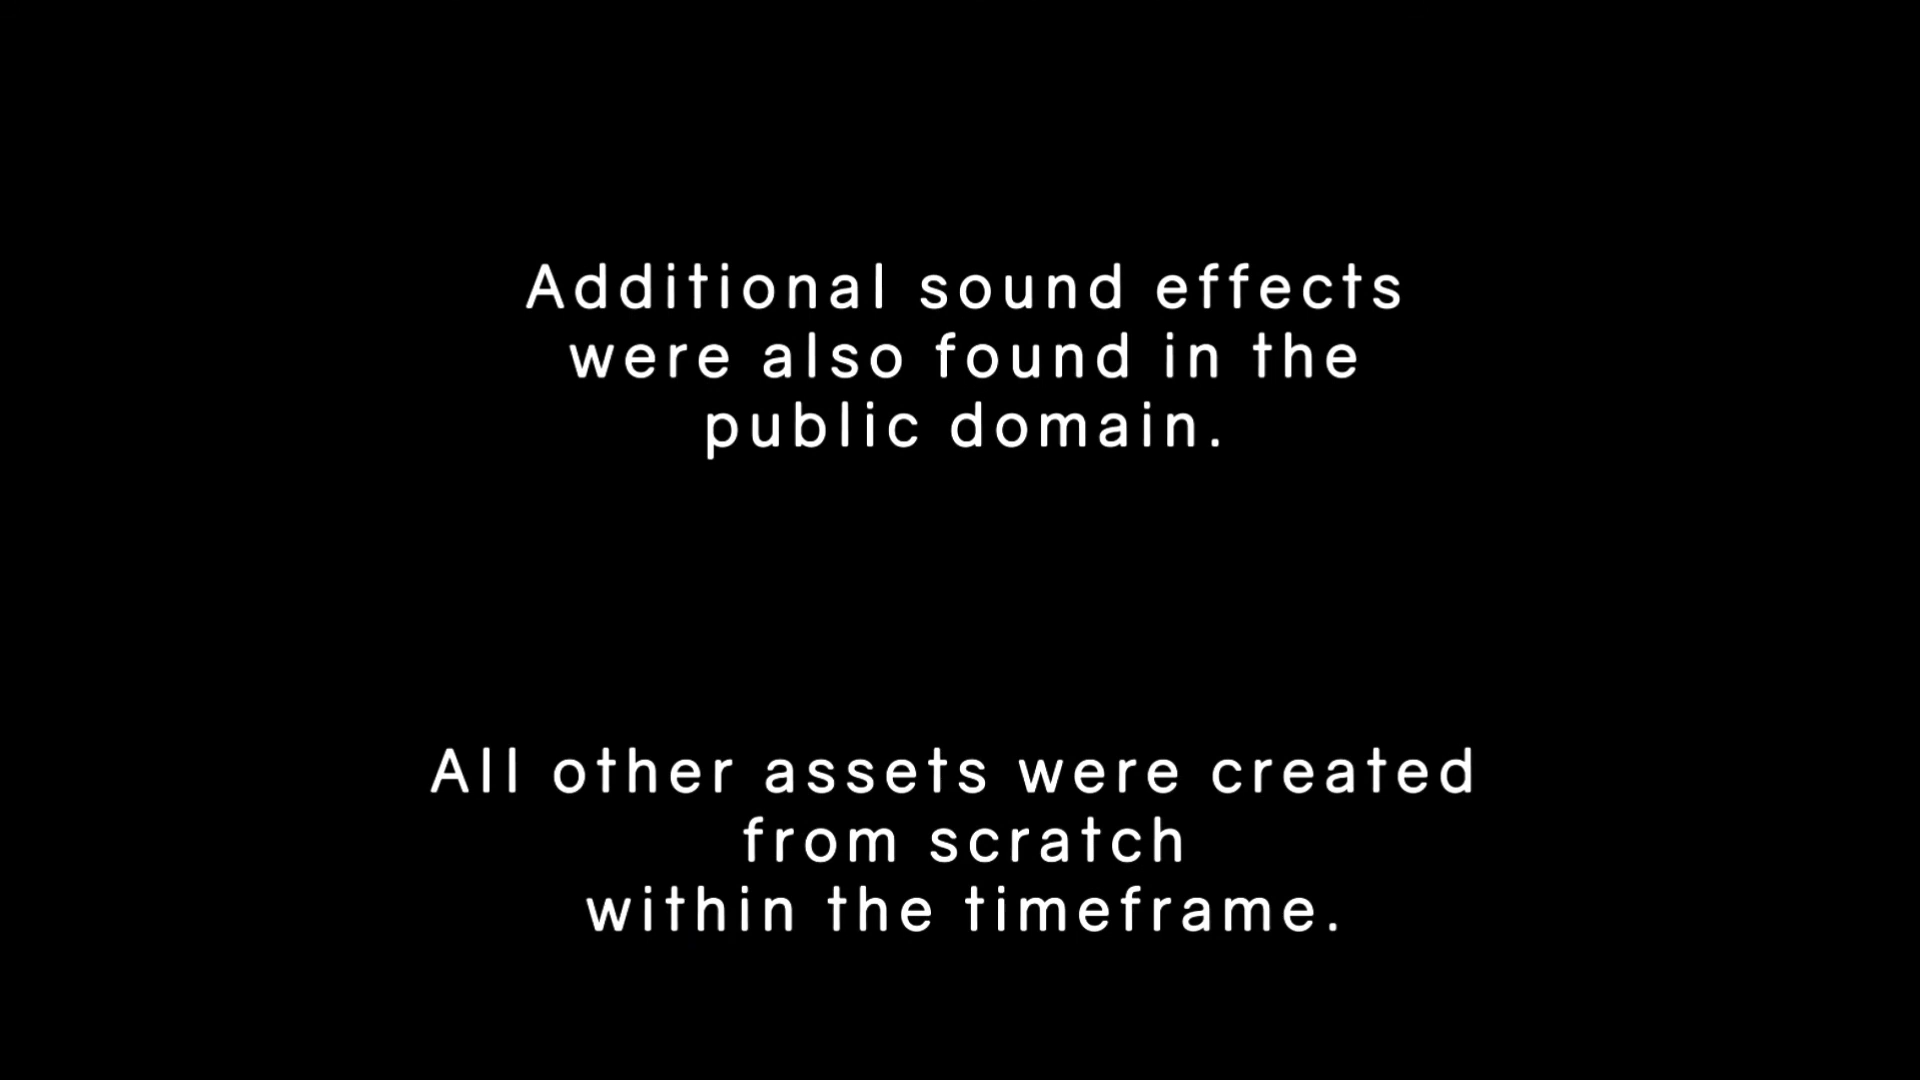 Additional sound effects
were also found in the
public domain.
All other assets were created
from scratch
within the timeframe.